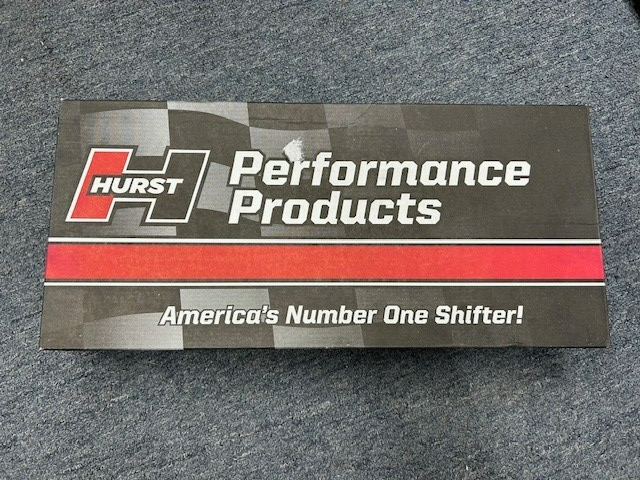 HURST
Performance
Products
America's Number One Shifter!